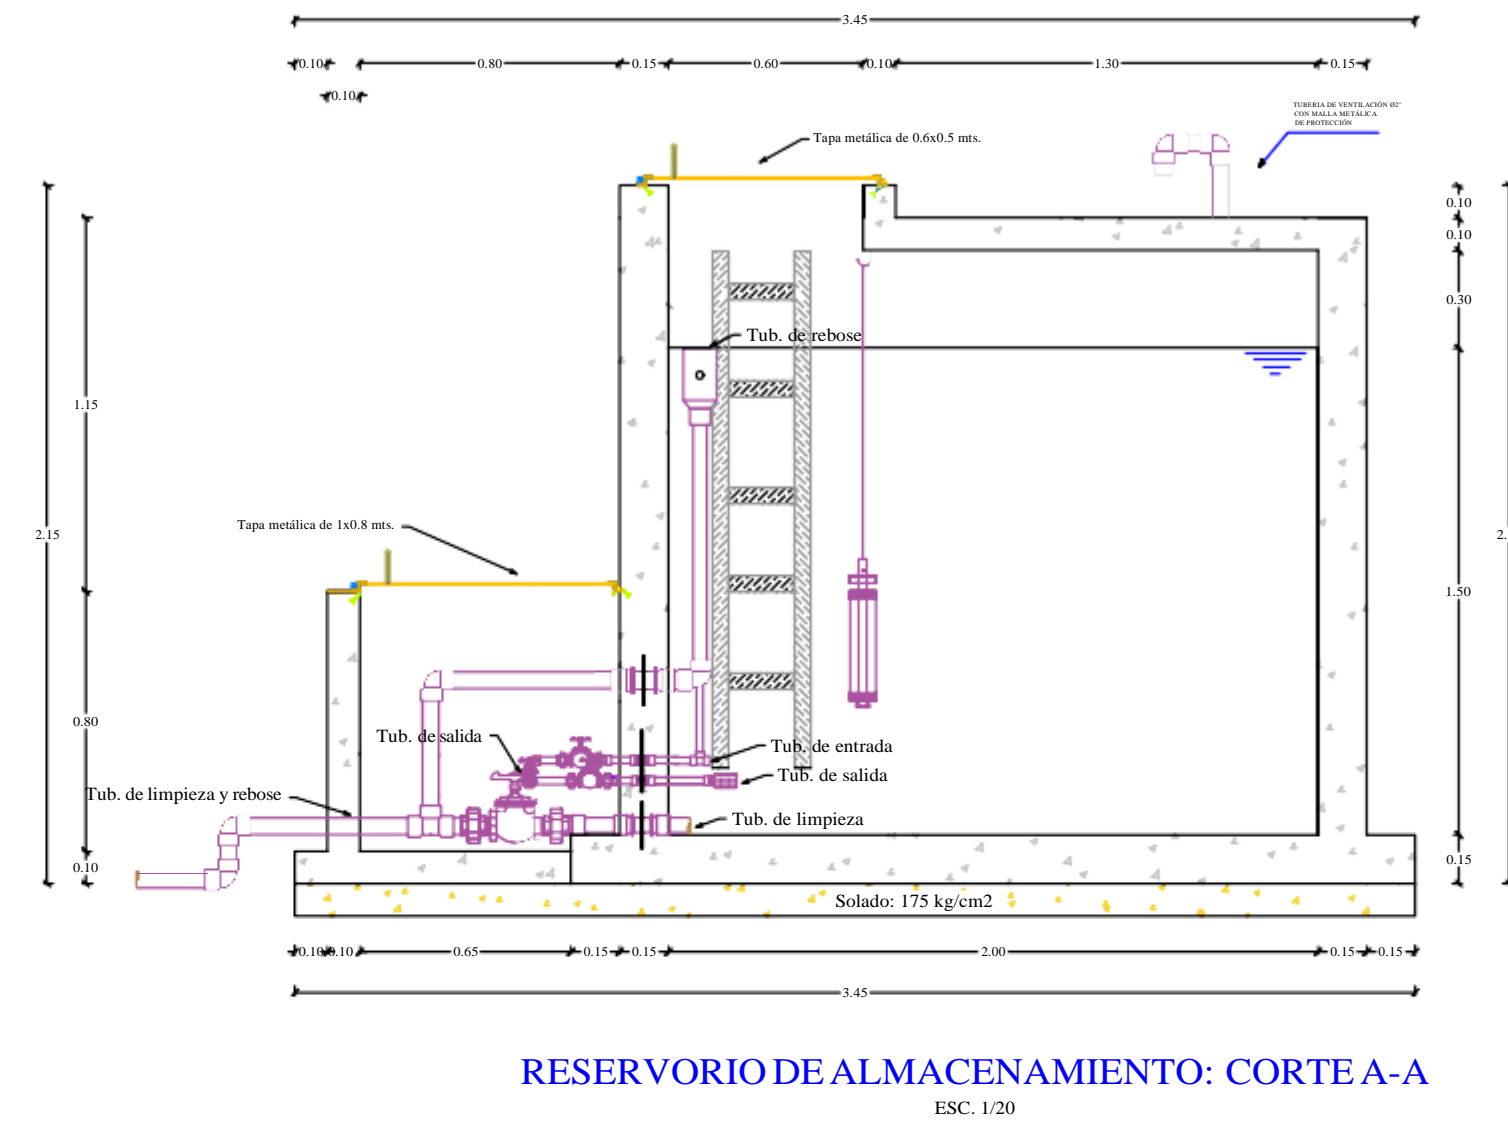 3.45
0.10
0.80
0.15
0.60
0.10
1.30
0.15
0.10
TUBERIA DE VENTILACIÓN Ø2"
CON MALLA METÁLICA
DE PROTECCIÓN
Tapa metálica de 0.6x0.5 mts.
0.10
0.10
0.30
Tub. de rebose
1.15
Tapa metálica de 1x0.8 mts.
2.15
2.
1.50
0.80
Tub. de salida
Tub. de entrada
Tub. de salida
Tub. de limpieza y rebose
Tub. de limpieza
0.10
0.15
Solado: 175 kg/cm2
0.10
0.10
0.65
0.15
0.15
2.00
0.15
0.15
3.45
RESERVORIO DE ALMACENAMIENTO: CORTE A-A
ESC. 1/20